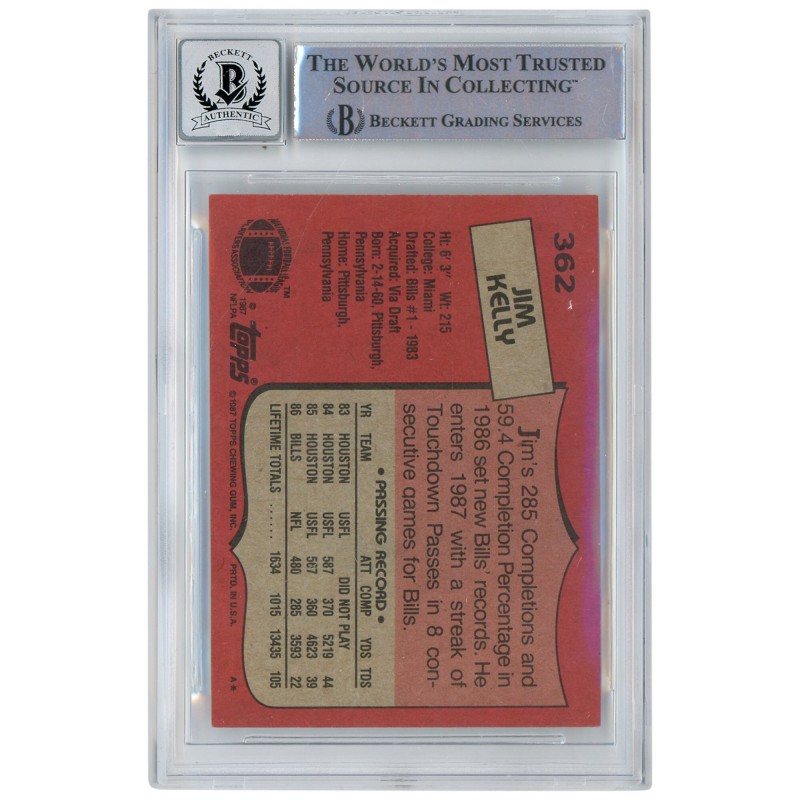 BECKETT
B
AUTHENTIC
THE WORLD'S MOST TRUSTED
SOURCE IN COLLECTING™
B BECKETT GRADING SERVICES
362
JIM
KELLY
Ht: 6' 3" Wt: 215
College: Miami
Drafted: Bills #1 - 1983
Acquired: Via Draft
Born: 2-14-60, Pittsburgh,
Pennsylvania
Home: Pittsburgh,
Pennsylvania
PLAYERS ASSOCIATION
™
© 1987
NFLPA
topps®
© 1987 TOPPS CHEWING GUM, INC.
PRTD. IN U.S.A.
A*
Jim's 285 Completions and
59.4 Completion Percentage in
1986 set new Bills' records. He
enters 1987 with a streak of
Touchdown Passes in 8 con-
secutive games for Bills.
• PASSING RECORD •
YR TEAM ATT COMP YDS TDS
83 HOUSTON USFL DID NOT PLAY
84 HOUSTON USFL 587 370 5219 44
85 HOUSTON USFL 567 360 4623 39
86 BILLS NFL 480 285 3593 22
LIFETIME TOTALS ...... 1634 1015 13435 105